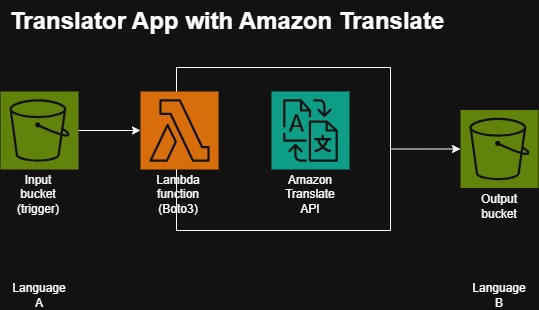 Translator App with Amazon Translate
A
文
Input
bucket
(trigger)
Lambda
function
(Boto3)
Amazon
Translate
API
Output
bucket
Language
A
Language
B